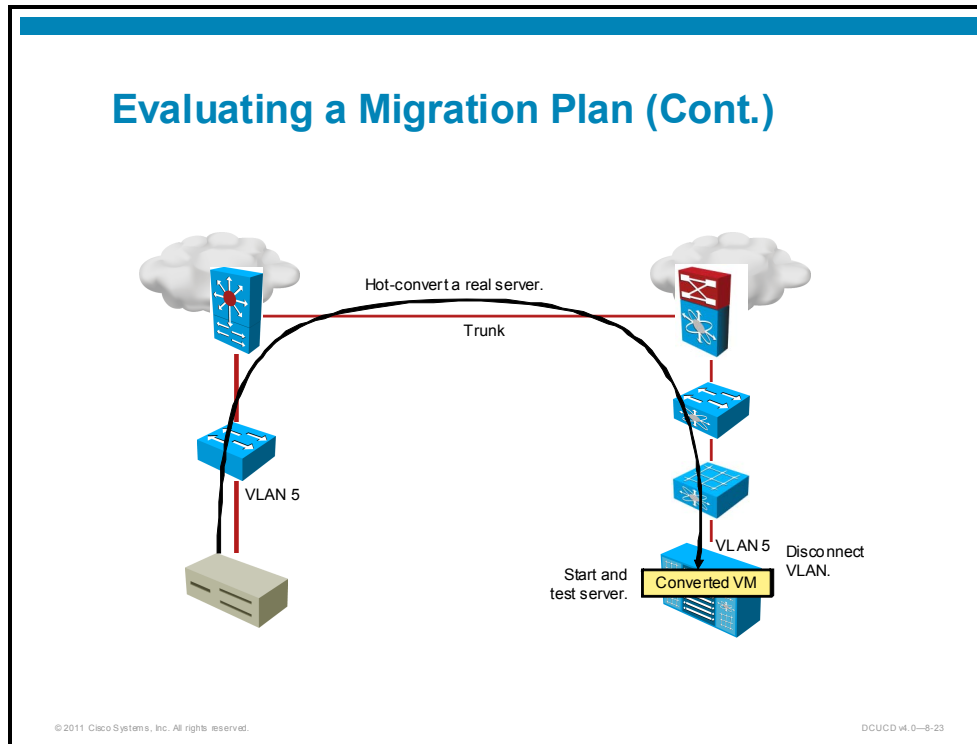 Evaluating a Migration Plan (Cont.)
Hot-convert a real server.
Trunk
VLAN 5
VLAN 5
Disconnect
VLAN.
Start and
test server.
Converted VM
© 2011 Cisco Systems, Inc. All rights reserved.
DCUCD v4.0—8-23